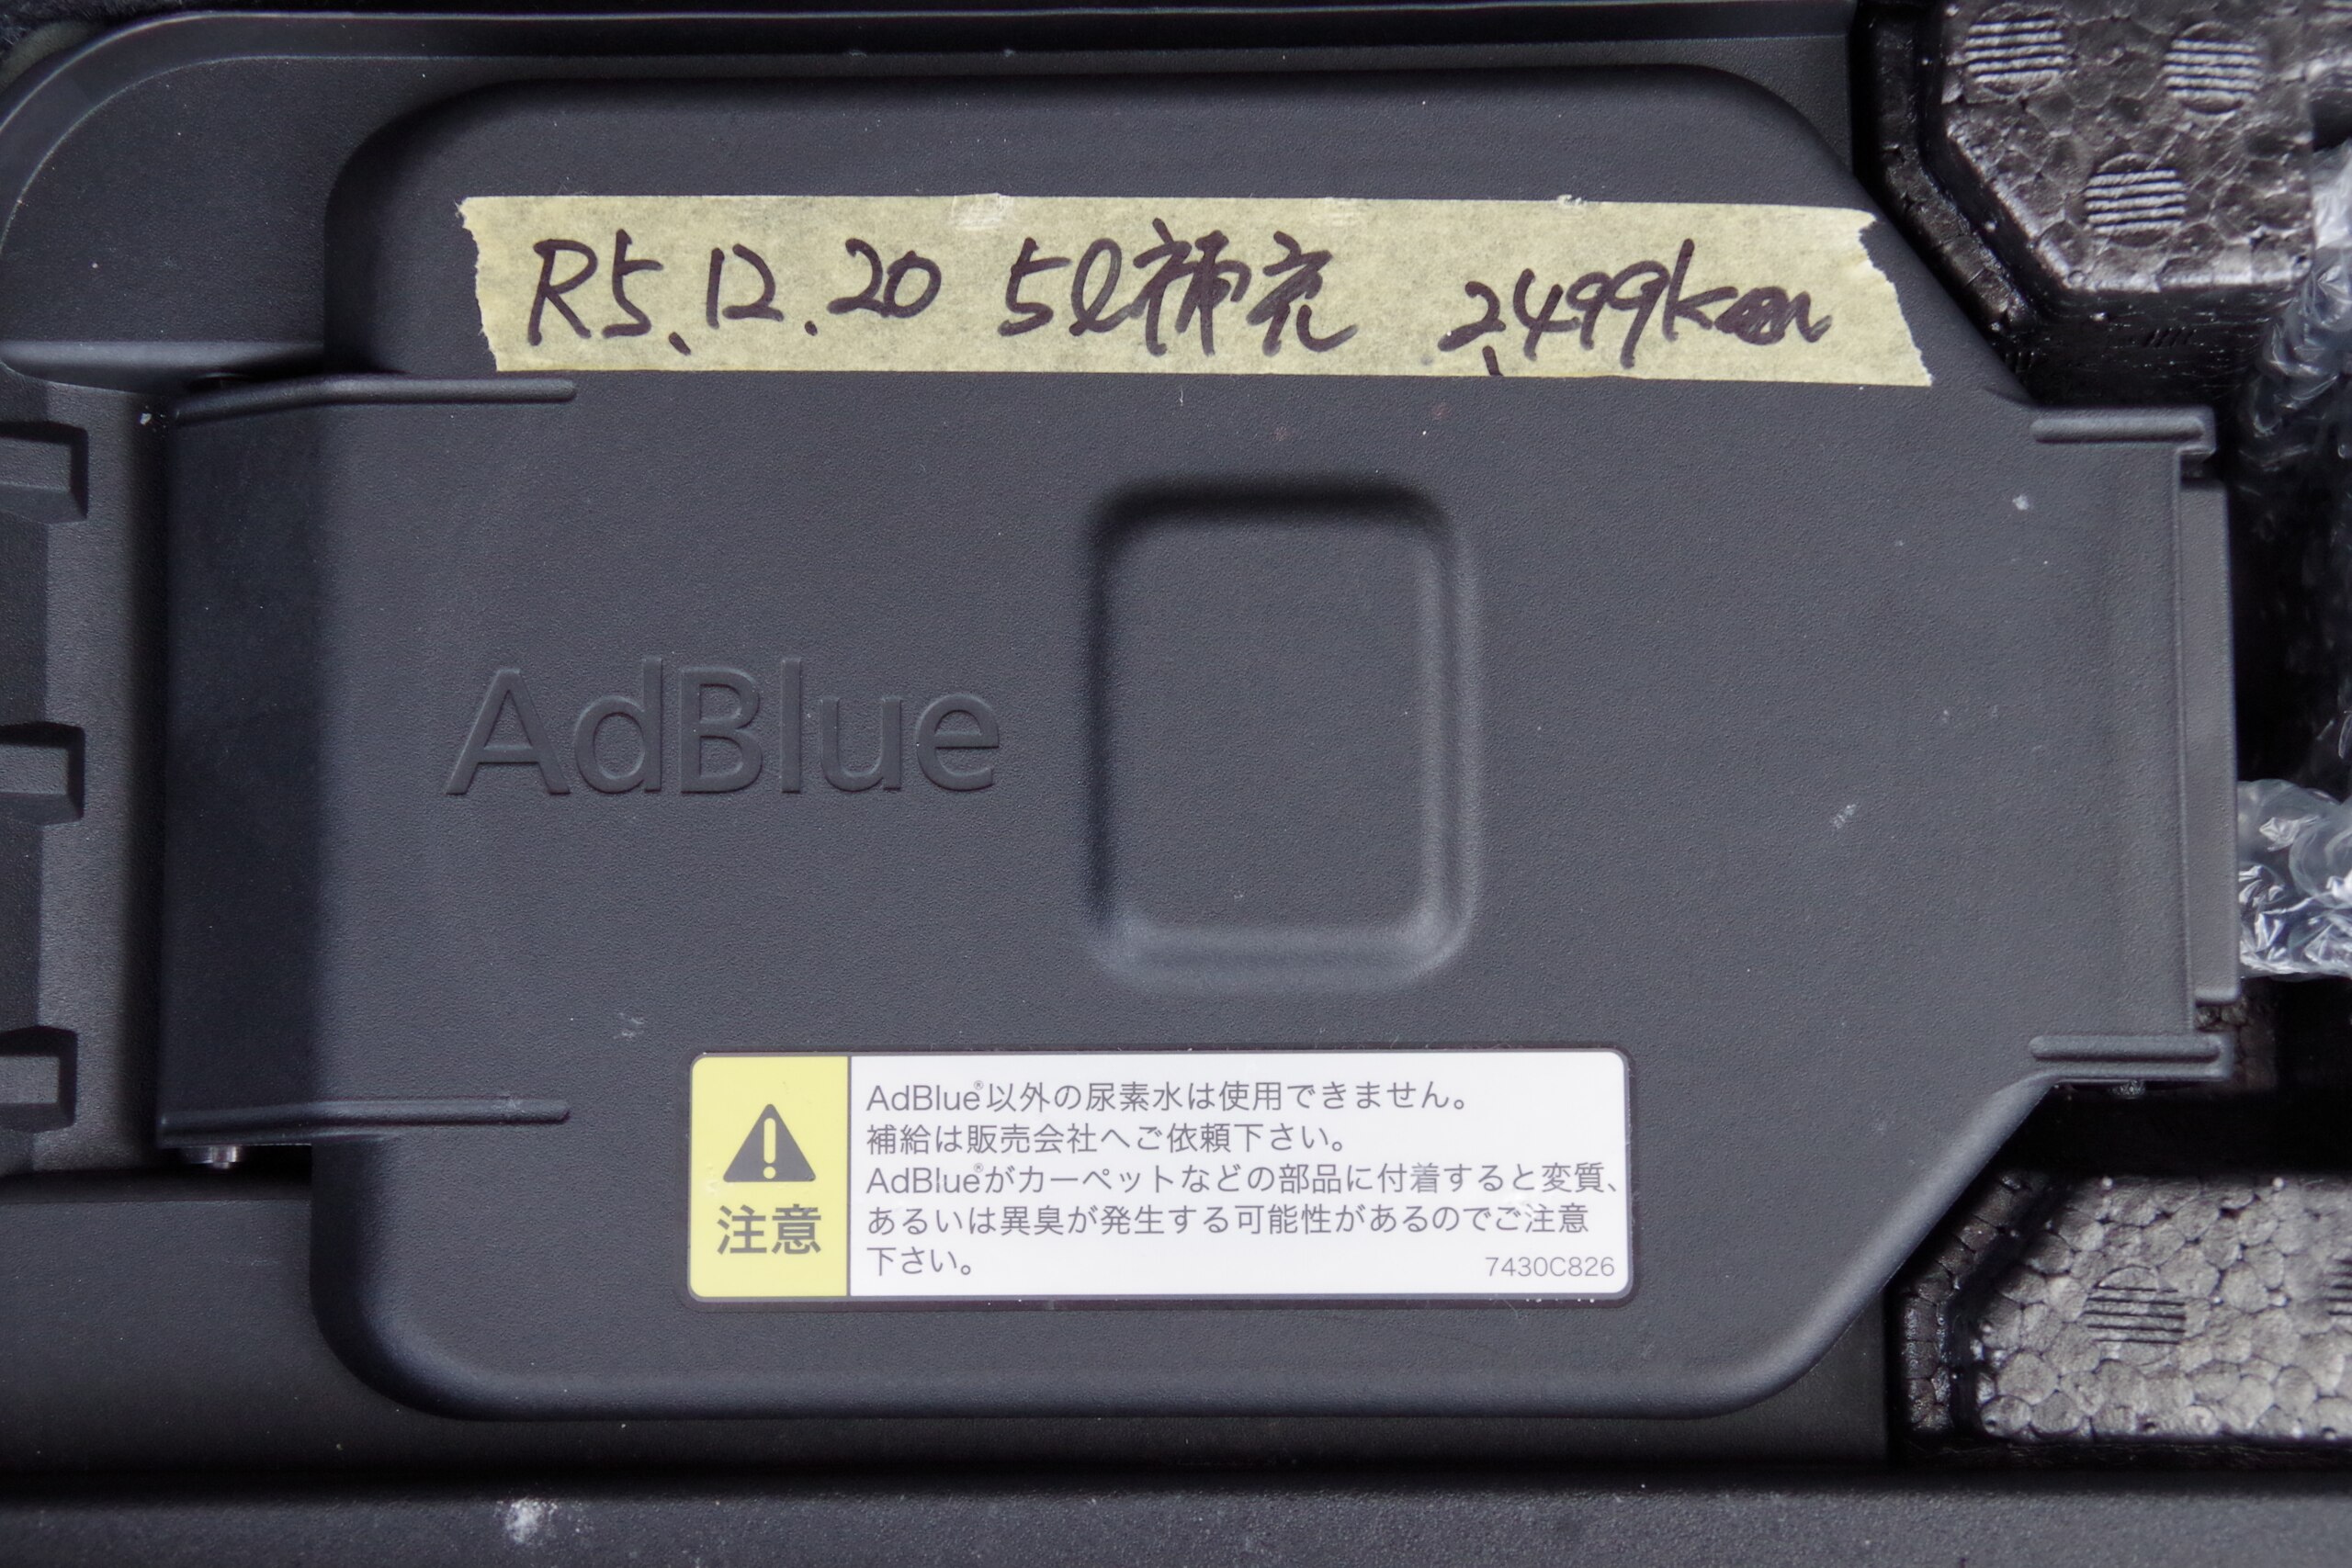 R5.12.20 5ℓ補充 2,499km
AdBlue
注意
AdBlue®以外の尿素水は使用できません。
補給は販売会社へご依頼下さい。
AdBlue®がカーペットなどの部品に付着すると変質、
あるいは異臭が発生する可能性があるのでご注意
下さい。
7430C826